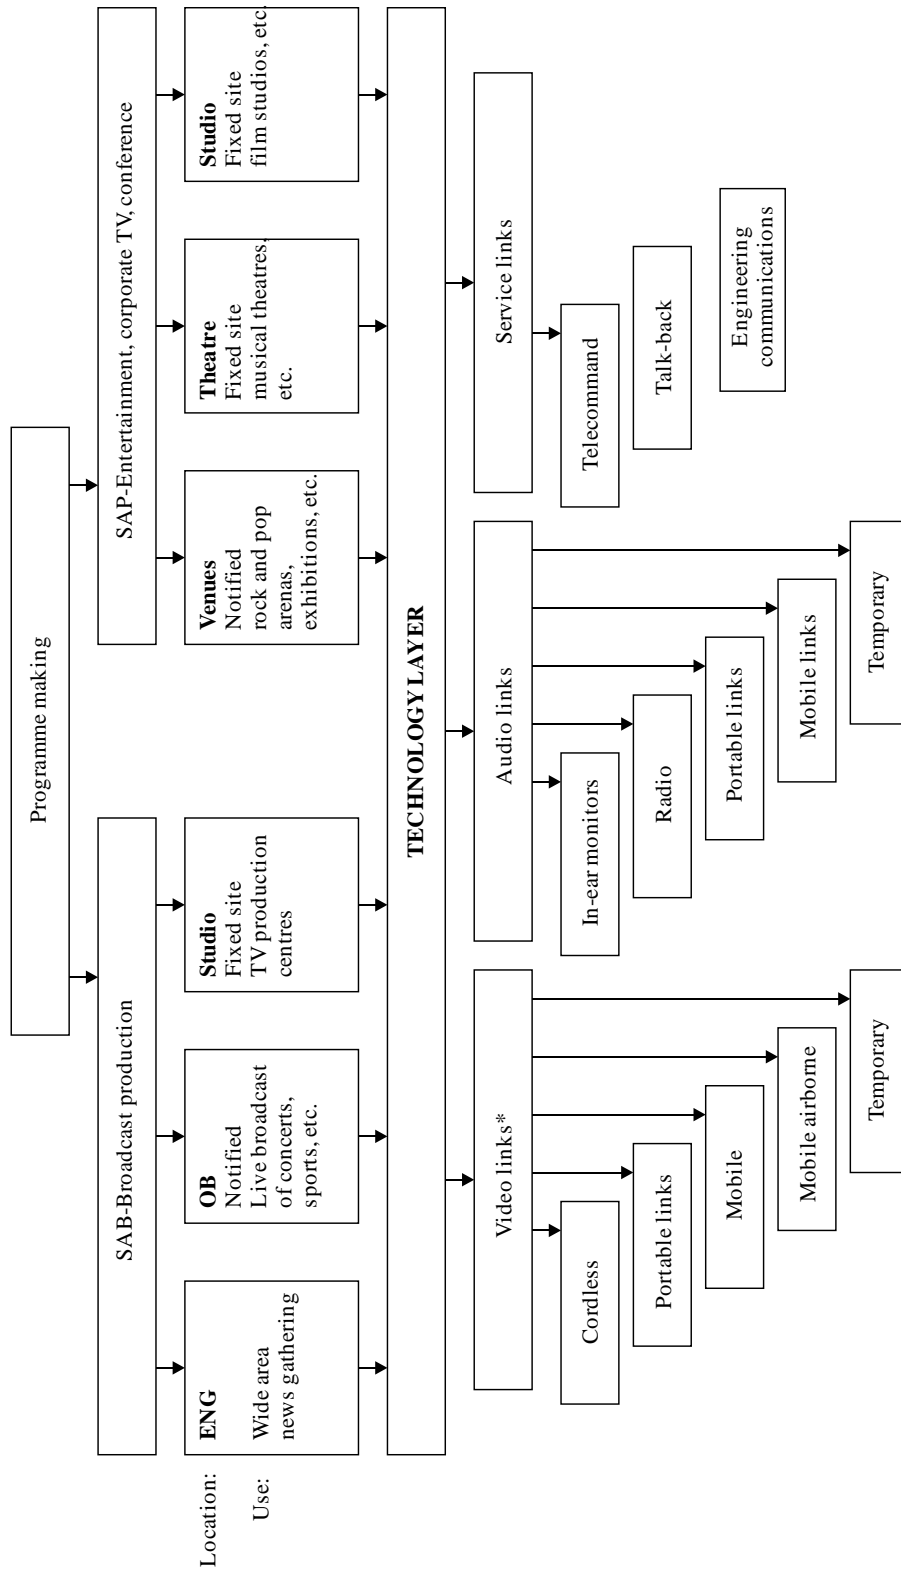 Programme making
SAB-Broadcast production
SAP-Entertainment, corporate TV, conference
Location:
Use:
ENG
Wide area
news gathering
OB
Notified
Live broadcast
of concerts,
sports, etc.
Studio
Fixed site
TV production
centres
Venues
Notified
rock and pop
arenas,
exhibitions, etc.
Theatre
Fixed site
musical theatres,
etc.
Studio
Fixed site
film studios, etc.
TECHNOLOGY LAYER
Video links*
Cordless
Portable links
Mobile
Mobile airborne
Temporary
Audio links
In-ear monitors
Radio
Portable links
Mobile links
Temporary
Service links
Telecommand
Talk-back
Engineering
communications